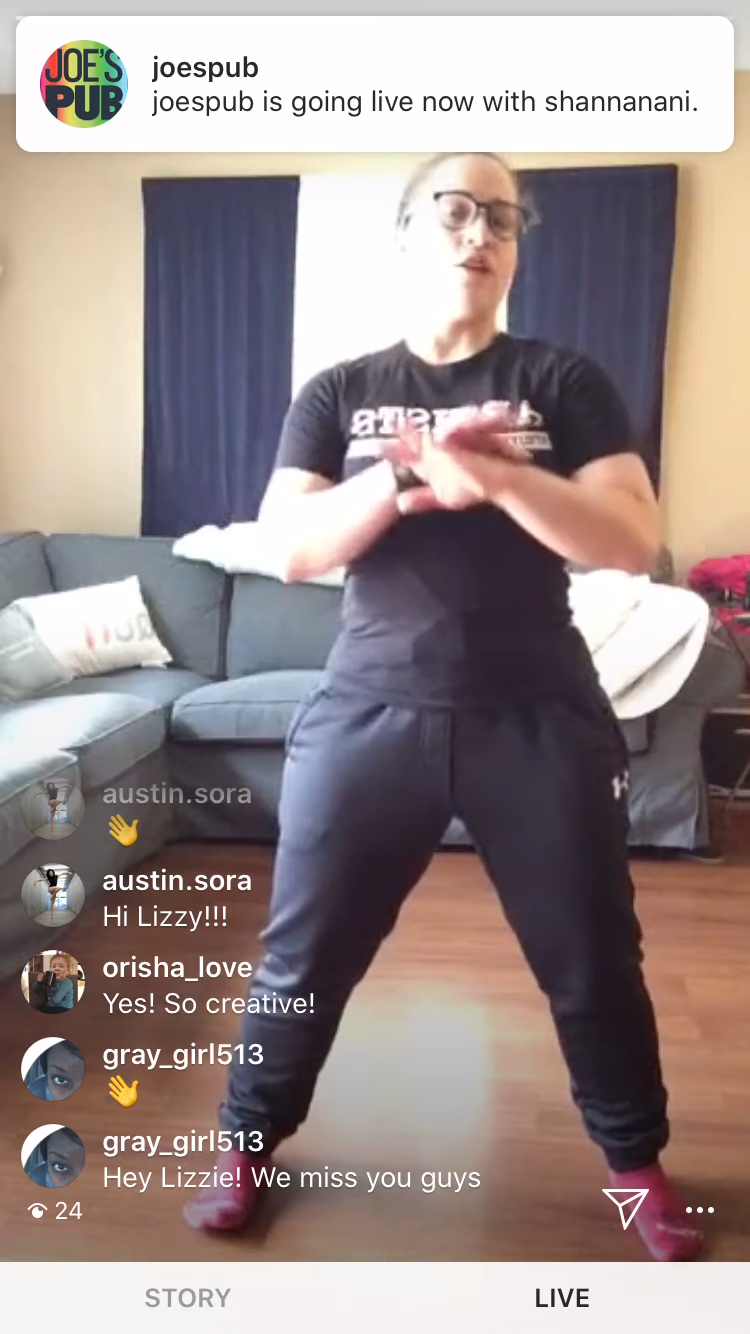 JOE'S
PUB
joespub
joespub is going live now with shannanani.
austin.sora
👋
austin.sora
Hi Lizzy!!!
orisha_love
Yes! So creative!
gray_girl513
👋
gray_girl513
Hey Lizzie! We miss you guys
24
STORY
LIVE